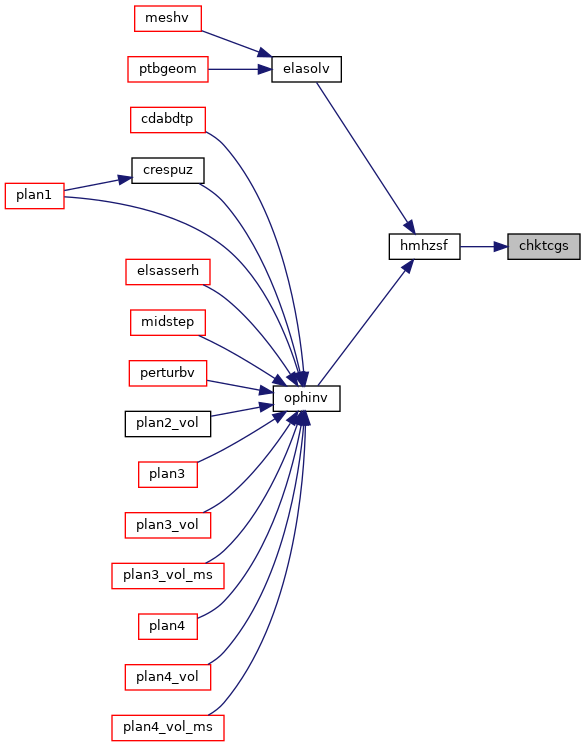 meshv
ptbgeom
elasolv
cdabdtp
crespuz
plan1
hmhzsf
chktcgs
elsasserh
midstep
perturbv
ophinv
plan2_vol
plan3
plan3_vol
plan3_vol_ms
plan4
plan4_vol
plan4_vol_ms